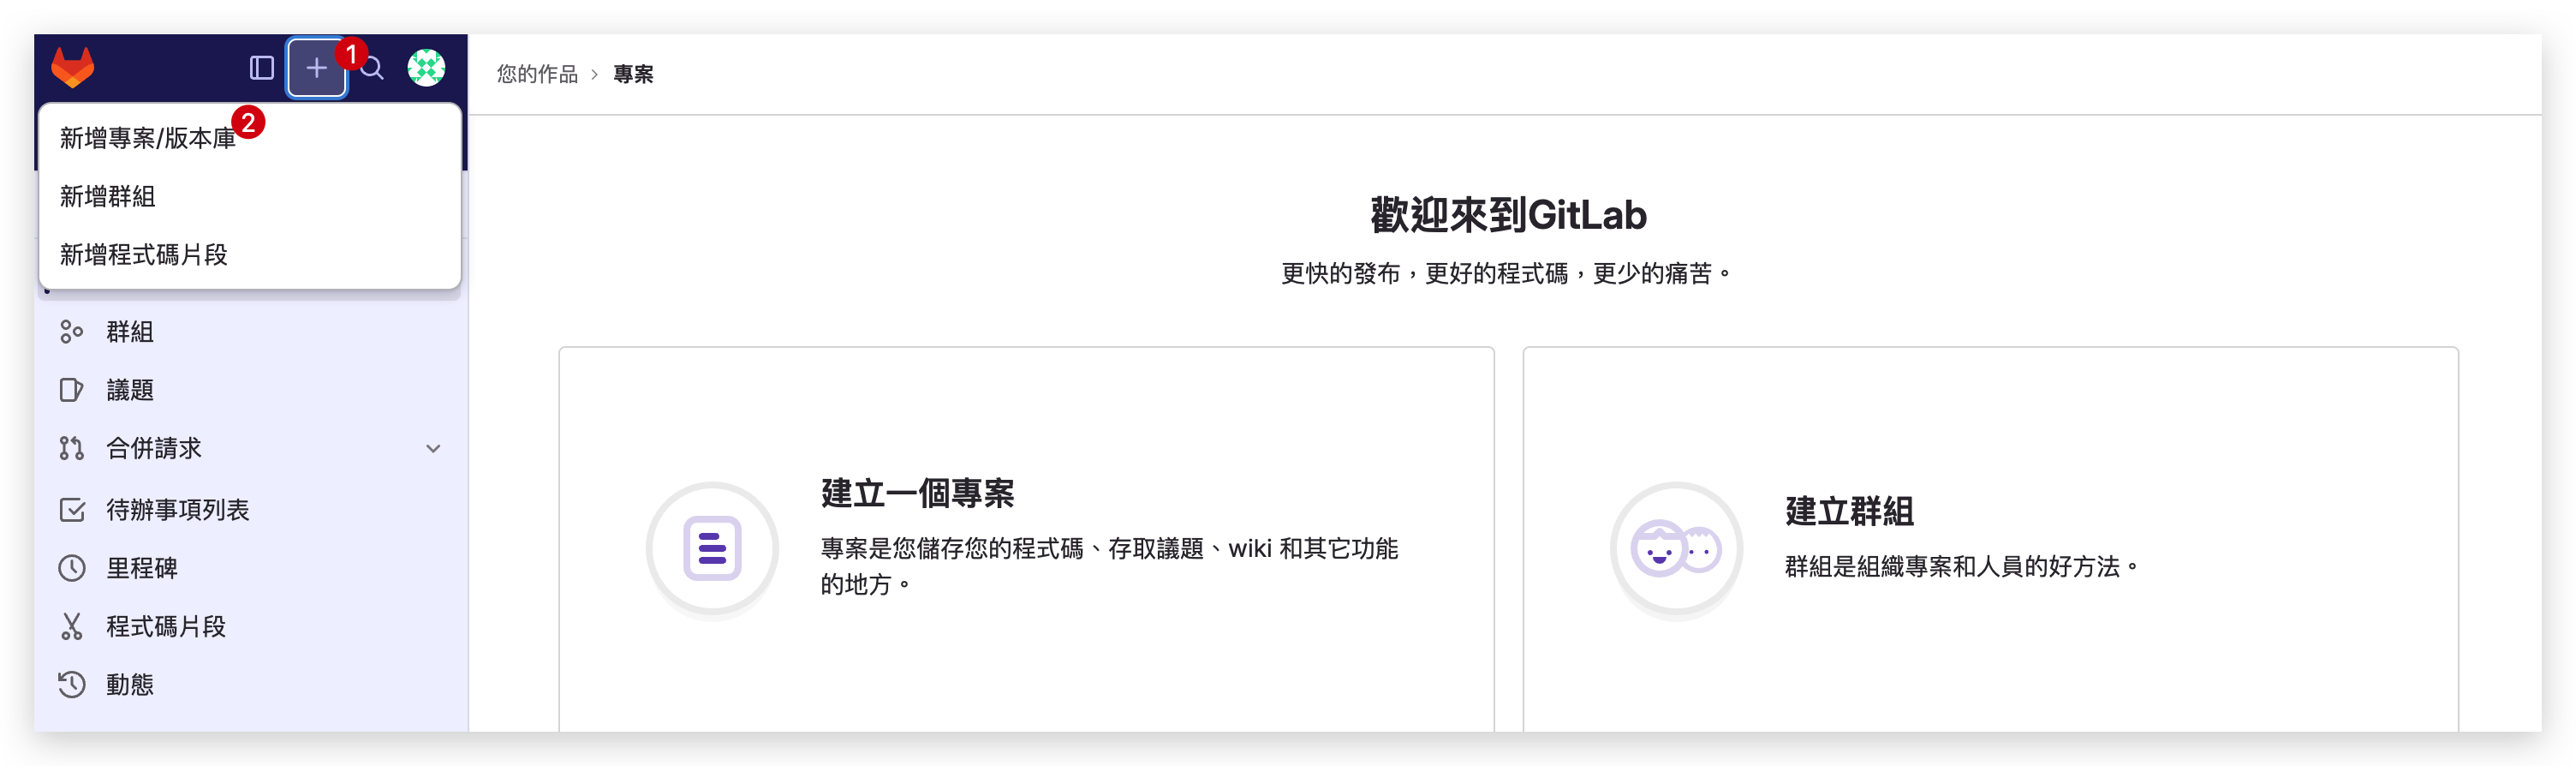 1
您的作品 › 專案
新增專案/版本庫 2
新增群組
新增程式碼片段
群組
議題
合併請求
待辦事項列表
里程碑
程式碼片段
動態
歡迎來到GitLab
更快的發布，更好的程式碼，更少的痛苦。
建立一個專案
專案是您儲存您的程式碼、存取議題、wiki 和其它功能
的地方。
建立群組
群組是組織專案和人員的好方法。